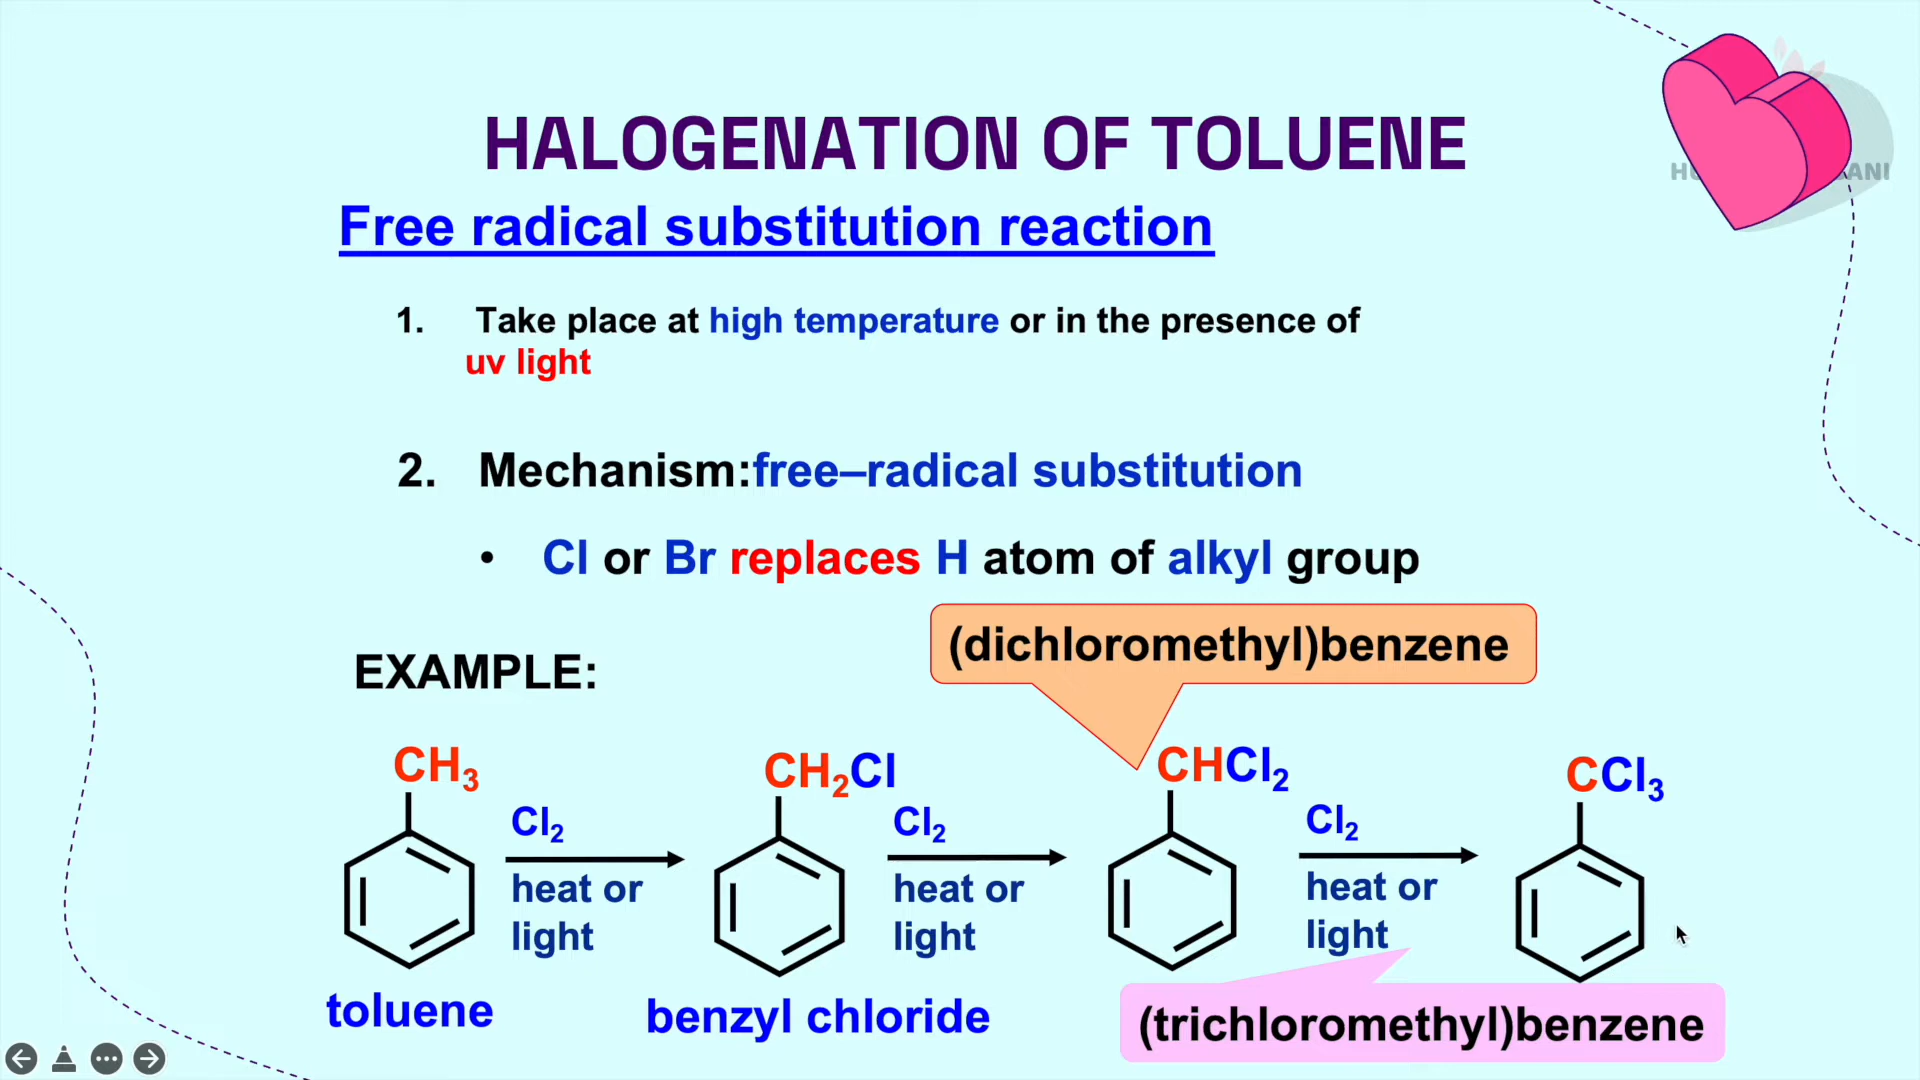 HALOGENATION OF TOLUENE
Free radical substitution reaction
1. Take place at high temperature or in the presence of
uv light
2. Mechanism:free–radical substitution
• Cl or Br replaces H atom of alkyl group
(dichloromethyl)benzene
EXAMPLE:
CH₃ CH₂Cl CHCl₂ CCl₃
Cl₂ Cl₂ Cl₂
heat or heat or heat or
light light light
toluene benzyl chloride
(trichloromethyl)benzene